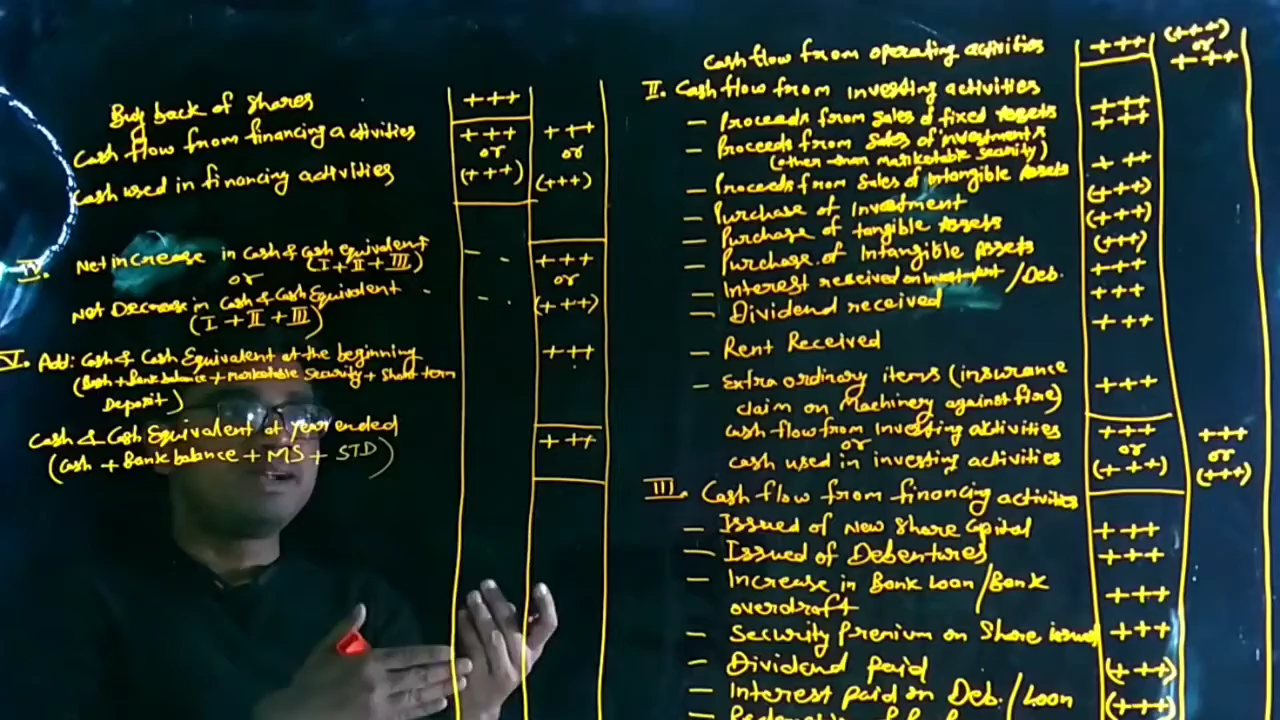 Buy back of shares +++
Cash flow from financing activities +++ +++
or or
Cash used in financing activities (+++) (+++)
IV. Net increase in Cash & Cash Equivalent - - +++
(I + II + III)
or or
Net Decrease in Cash & Cash Equivalent - - (+++)
(I + II + III)
V. Add: Cash & Cash Equivalent at the beginning +++
(Cash + Bank balance + Marketable Security + Short term
Deposit)
Cash & Cash Equivalent at year ended +++
(Cash + Bank balance + MS + STD)
Cash flow from operating activities +++ (+++)
or
+++
II. Cash flow from investing activities
- Proceeds from Sales of fixed Assets +++
- Proceeds from Sales of investments +++
(other than marketable security)
- Proceeds from Sales of Intangible Assets +++
- Purchase of Investment (+++)
- Purchase of tangible Assets (+++)
- Purchase of Intangible Assets (+++)
- Interest received on Investment / Deb. +++
- Dividend received +++
- Rent Received +++
- Extra ordinary items (insurance
claim on Machinery against fire) +++
Cash flow from Investing activities +++ +++
or or or
cash used in investing activities (+++) (+++)
III. Cash flow from financing activities
- Issued of New Share Capital +++
- Issued of Debentures +++
- Increase in Bank Loan / Bank
overdraft +++
- Security Premium on Share issued +++
- Dividend paid (+++)
- Interest paid on Deb. / Loan (+++)